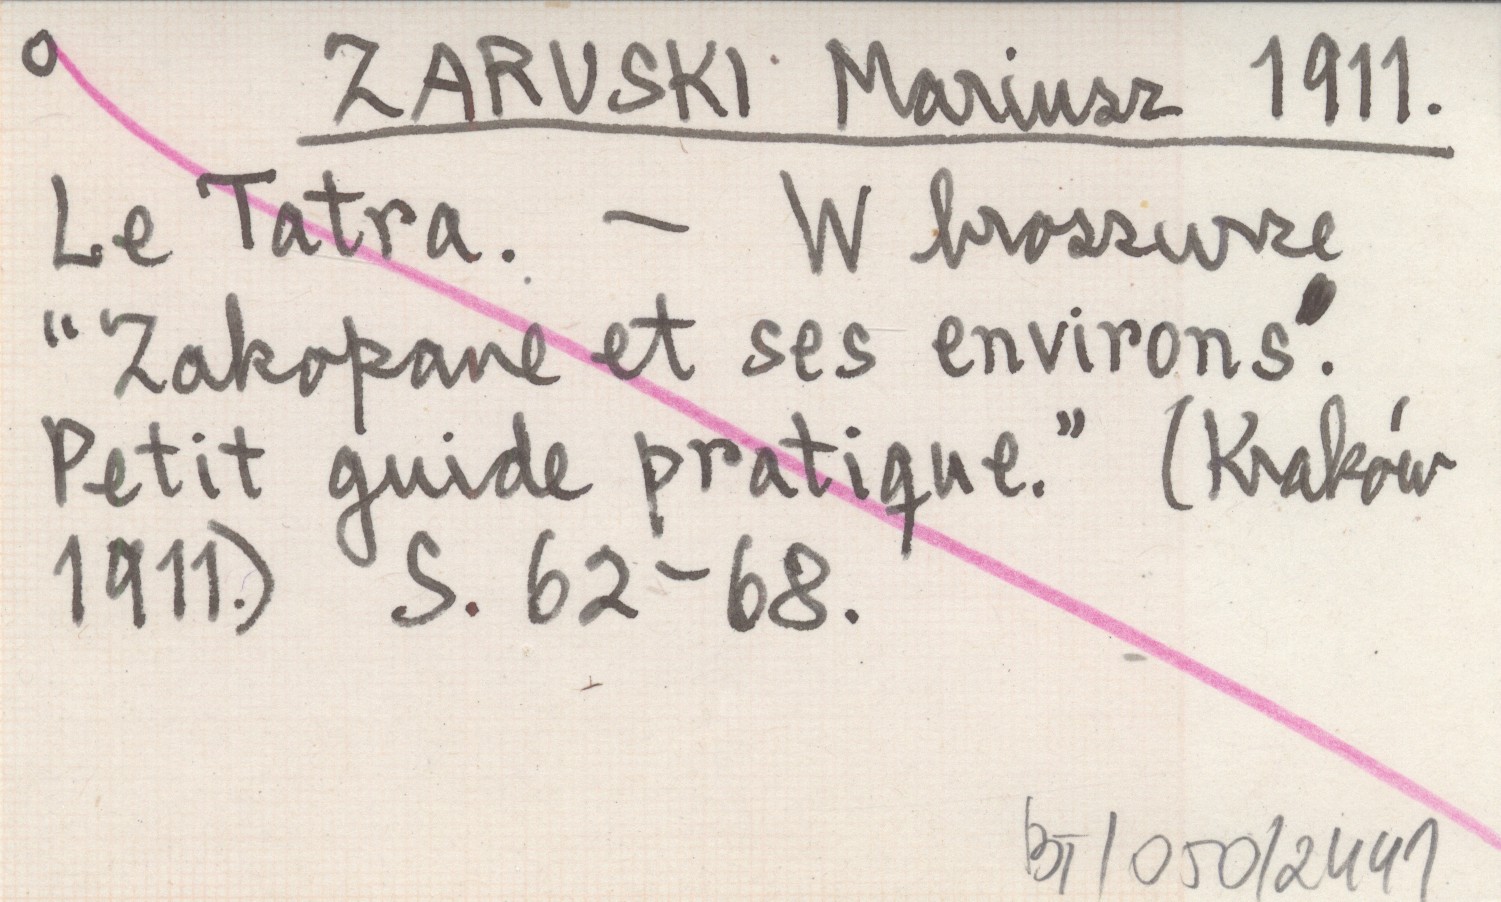 o ZARUSKI Mariusz 1911.
Le Tatra. — W broszurze
"Zakopane et ses environs.
Petit guide pratique." (Kraków
1911.) S. 62-68.
BT/050/2441